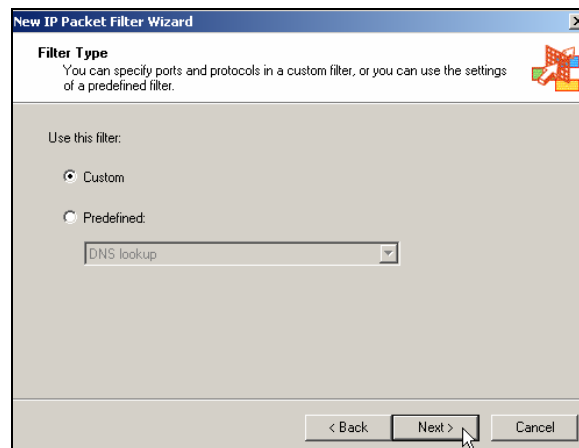 New IP Packet Filter Wizard
Filter Type
You can specify ports and protocols in a custom filter, or you can use the settings
of a predefined filter.
Use this filter:
Custom
Predefined:
DNS lookup
< Back
Next >
Cancel